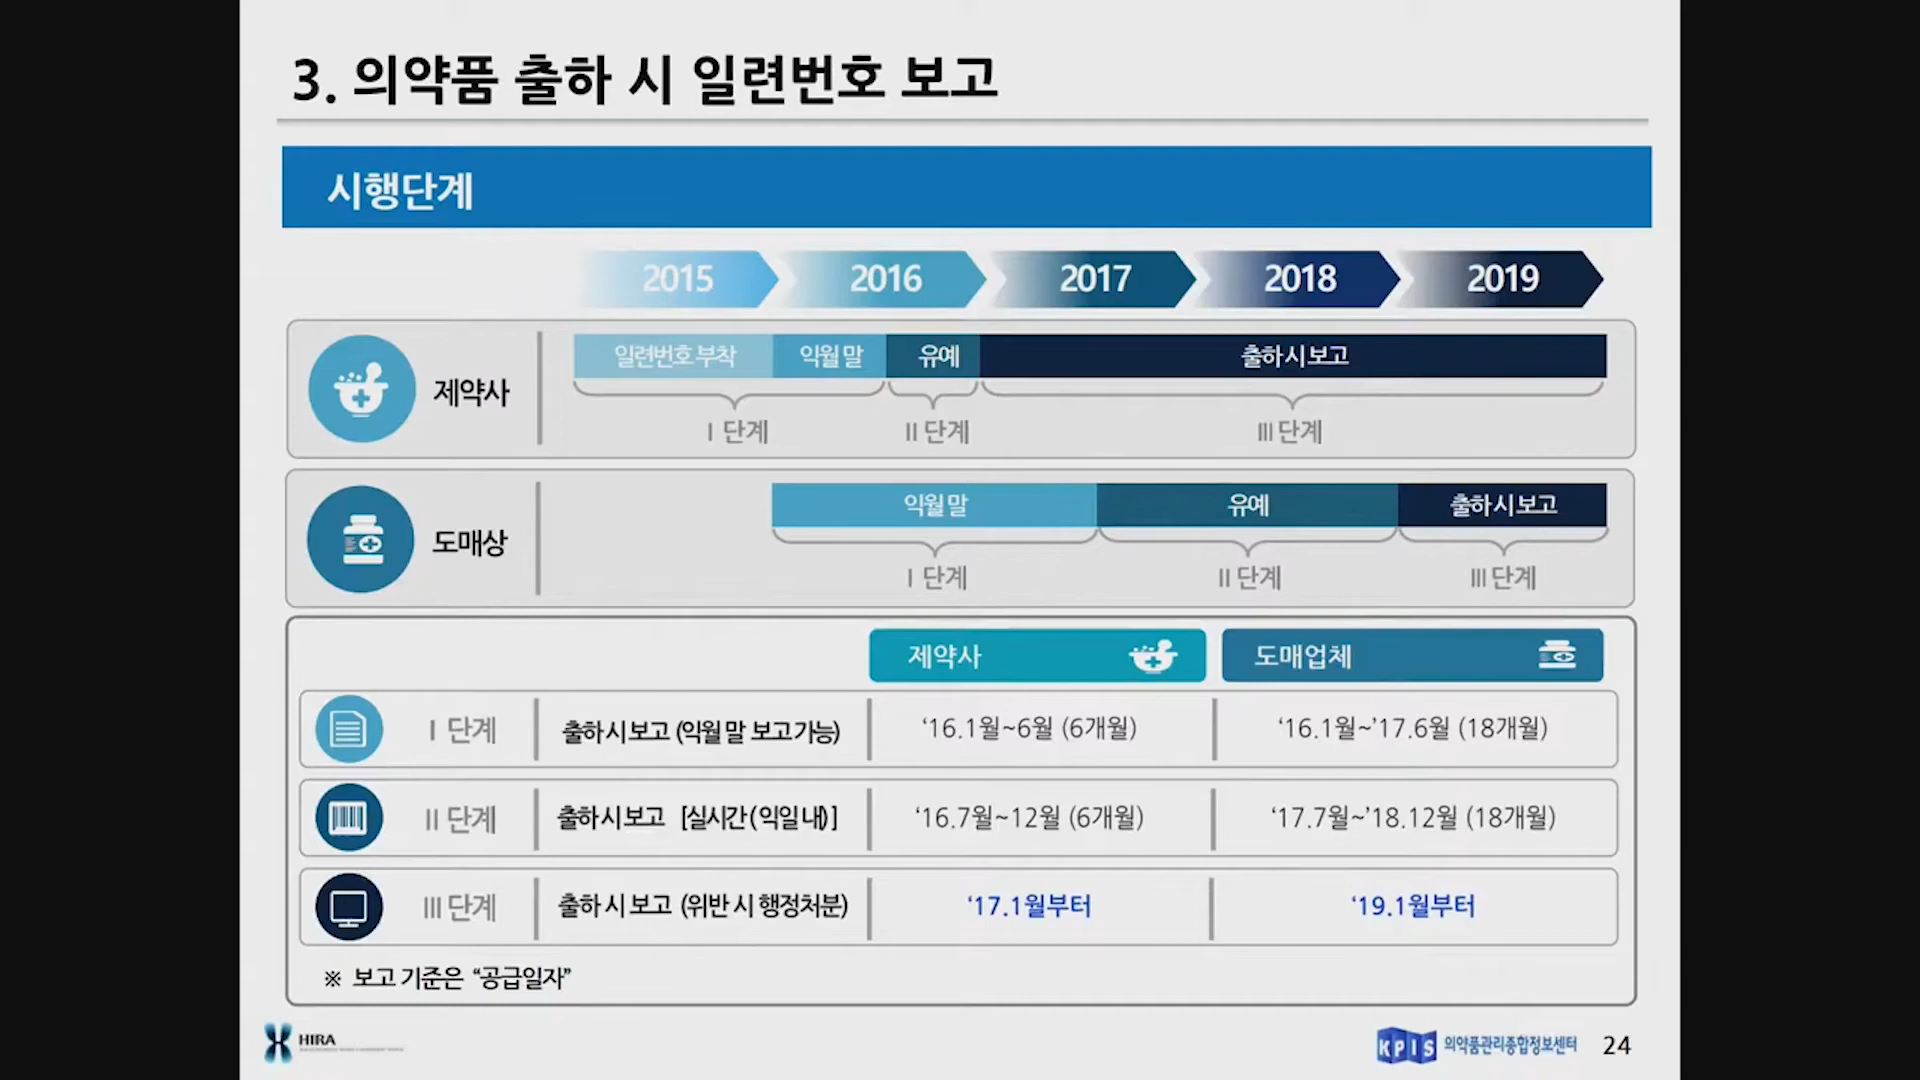 3. 의약품 출하 시 일련번호 보고
시행단계
2015 2016 2017 2018 2019
제약사
일련번호 부착 익월 말 유예 출하 시 보고
I 단계 II 단계 III 단계
도매상
익월 말 유예 출하 시 보고
I 단계 II 단계 III 단계
제약사 도매업체
I 단계 출하 시 보고 (익월 말 보고 가능) ‘16.1월~6월 (6개월) ‘16.1월~’17.6월 (18개월)
II 단계 출하 시 보고 [실시간 (익일 내)] ‘16.7월~12월 (6개월) ‘17.7월~’18.12월 (18개월)
III 단계 출하 시 보고 (위반 시 행정처분) ‘17.1월부터 ‘19.1월부터
※ 보고 기준은 “공급일자”
HIRA
KPIS 의약품관리종합정보센터 24